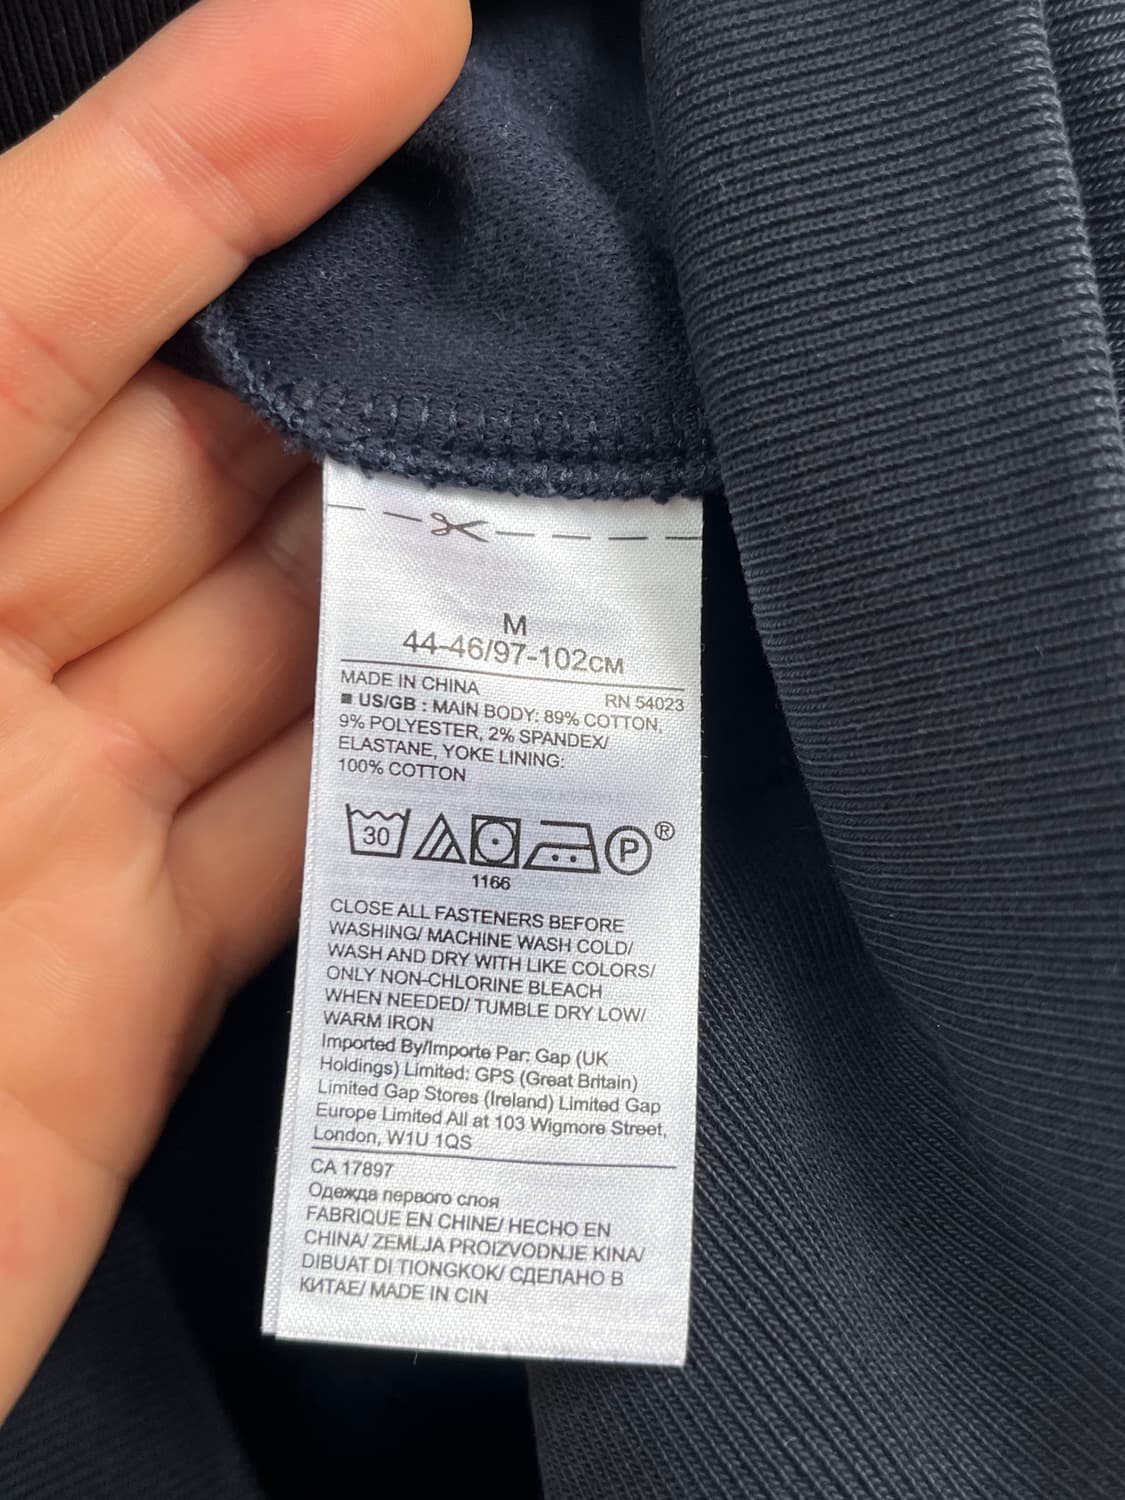 M
44-46/97-102CM
MADE IN CHINA RN 54023
■ US/GB : MAIN BODY: 89% COTTON,
9% POLYESTER, 2% SPANDEX/
ELASTANE, YOKE LINING:
100% COTTON
30 P®
1166
CLOSE ALL FASTENERS BEFORE
WASHING/ MACHINE WASH COLD/
WASH AND DRY WITH LIKE COLORS/
ONLY NON-CHLORINE BLEACH
WHEN NEEDED/ TUMBLE DRY LOW/
WARM IRON
Imported By/Importe Par: Gap (UK
Holdings) Limited; GPS (Great Britain)
Limited Gap Stores (Ireland) Limited Gap
Europe Limited All at 103 Wigmore Street,
London, W1U 1QS
CA 17897
Одежда первого слоя
FABRIQUE EN CHINE/ HECHO EN
CHINA/ ZEMLJA PROIZVODNJE KINA/
DIBUAT DI TIONGKOK/ СДЕЛАНО В
КИТАЕ/ MADE IN CIN